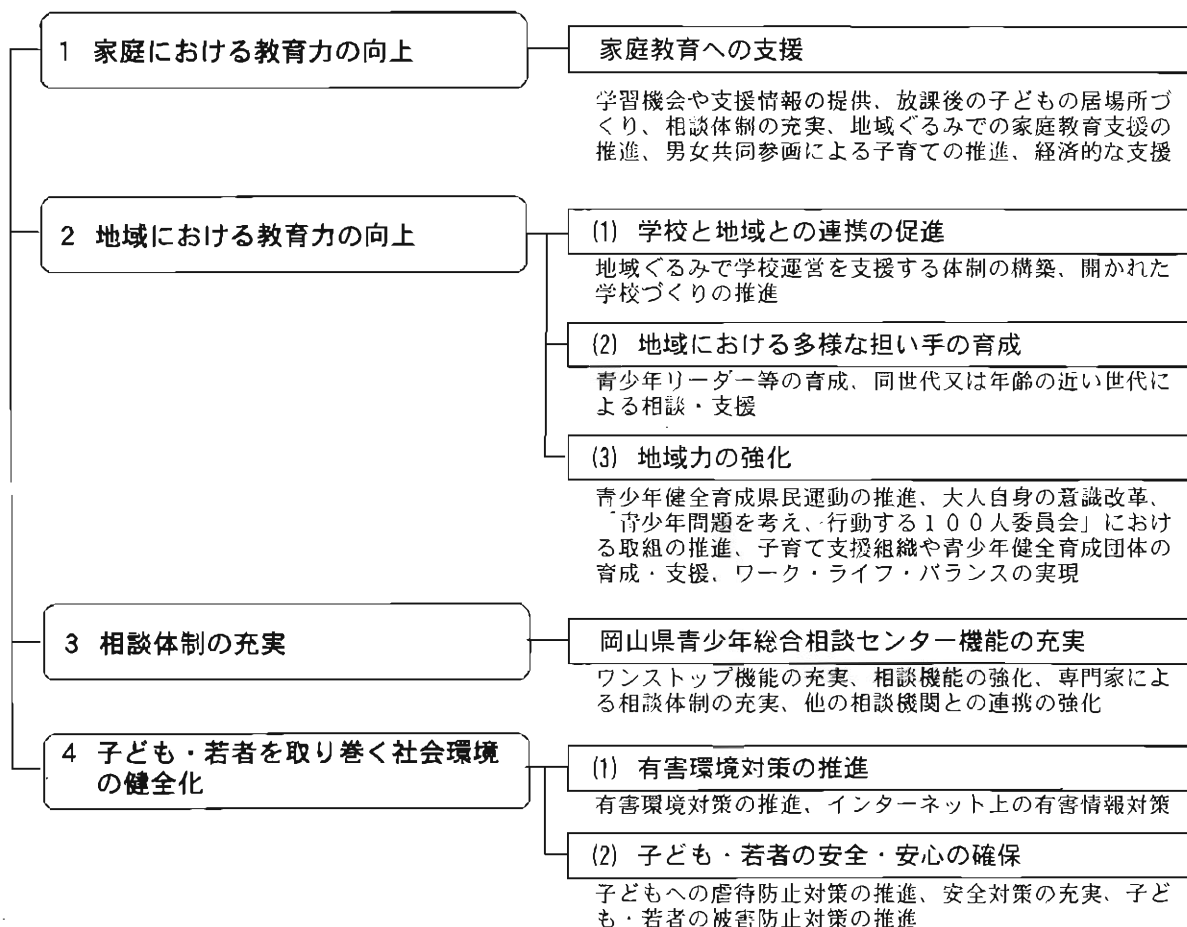 1 家庭における教育力の向上
家庭教育への支援
学習機会や支援情報の提供、放課後の子どもの居場所づ
くり、相談体制の充実、地域ぐるみでの家庭教育支援の
推進、男女共同参画による子育ての推進、経済的な支援
2 地域における教育力の向上
(1) 学校と地域との連携の促進
地域ぐるみで学校運営を支援する体制の構築、開かれた
学校づくりの推進
(2) 地域における多様な担い手の育成
青少年リーダー等の育成、同世代又は年齢の近い世代に
よる相談・支援
(3) 地域力の強化
青少年健全育成県民運動の推進、大人自身の意識改革、
「青少年問題を考え、行動する100人委員会」におけ
る取組の推進、子育て支援組織や青少年健全育成団体の
育成・支援、ワーク・ライフ・バランスの実現
3 相談体制の充実
岡山県青少年総合相談センター機能の充実
ワンストップ機能の充実、相談機能の強化、専門家によ
る相談体制の充実、他の相談機関との連携の強化
4 子ども・若者を取り巻く社会環境
の健全化
(1) 有害環境対策の推進
有害環境対策の推進、インターネット上の有害情報対策
(2) 子ども・若者の安全・安心の確保
子どもへの虐待防止対策の推進、安全対策の充実、子ど
も・若者の被害防止対策の推進